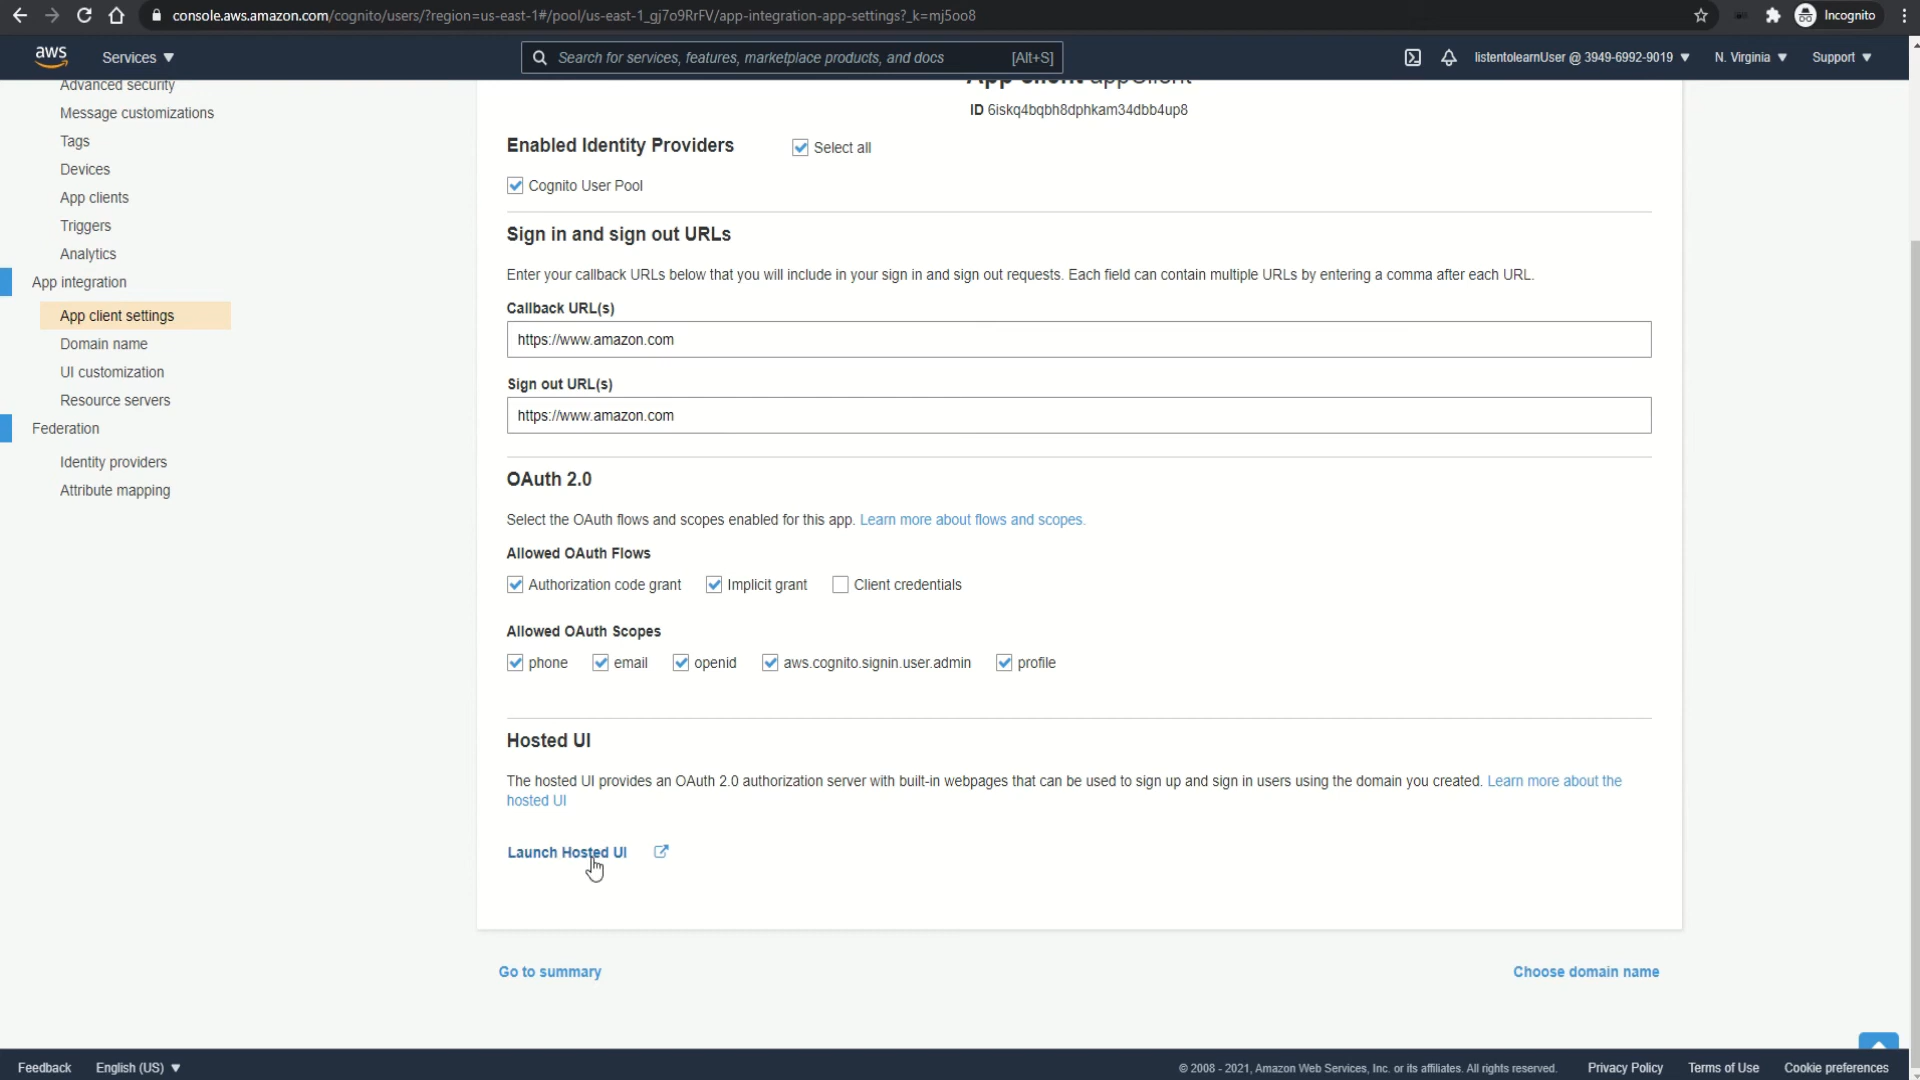 console.aws.amazon.com/cognito/users/?region=us-east-1#/pool/us-east-1_gj7o9RrFV/app-integration-app-settings?_k=mj5oo8
Incognito
aws
Services
Search for services, features, marketplace products, and docs
[Alt+S]
listentolearnUser @ 3949-6992-9019
N. Virginia
Support
Advanced security
Message customizations
Tags
Devices
App clients
Triggers
Analytics
App integration
App client settings
Domain name
UI customization
Resource servers
Federation
Identity providers
Attribute mapping
App client appClient
ID 6iskq4bqbh8dphkam34dbb4up8
Enabled Identity Providers
Select all
Cognito User Pool
Sign in and sign out URLs
Enter your callback URLs below that you will include in your sign in and sign out requests. Each field can contain multiple URLs by entering a comma after each URL.
Callback URL(s)
https://www.amazon.com
Sign out URL(s)
https://www.amazon.com
OAuth 2.0
Select the OAuth flows and scopes enabled for this app. Learn more about flows and scopes.
Allowed OAuth Flows
Authorization code grant
Implicit grant
Client credentials
Allowed OAuth Scopes
phone
email
openid
aws.cognito.signin.user.admin
profile
Hosted UI
The hosted UI provides an OAuth 2.0 authorization server with built-in webpages that can be used to sign up and sign in users using the domain you created. Learn more about the
hosted UI
Launch Hosted UI
Go to summary
Choose domain name
Feedback
English (US)
© 2008 - 2021, Amazon Web Services, Inc. or its affiliates. All rights reserved.
Privacy Policy
Terms of Use
Cookie preferences